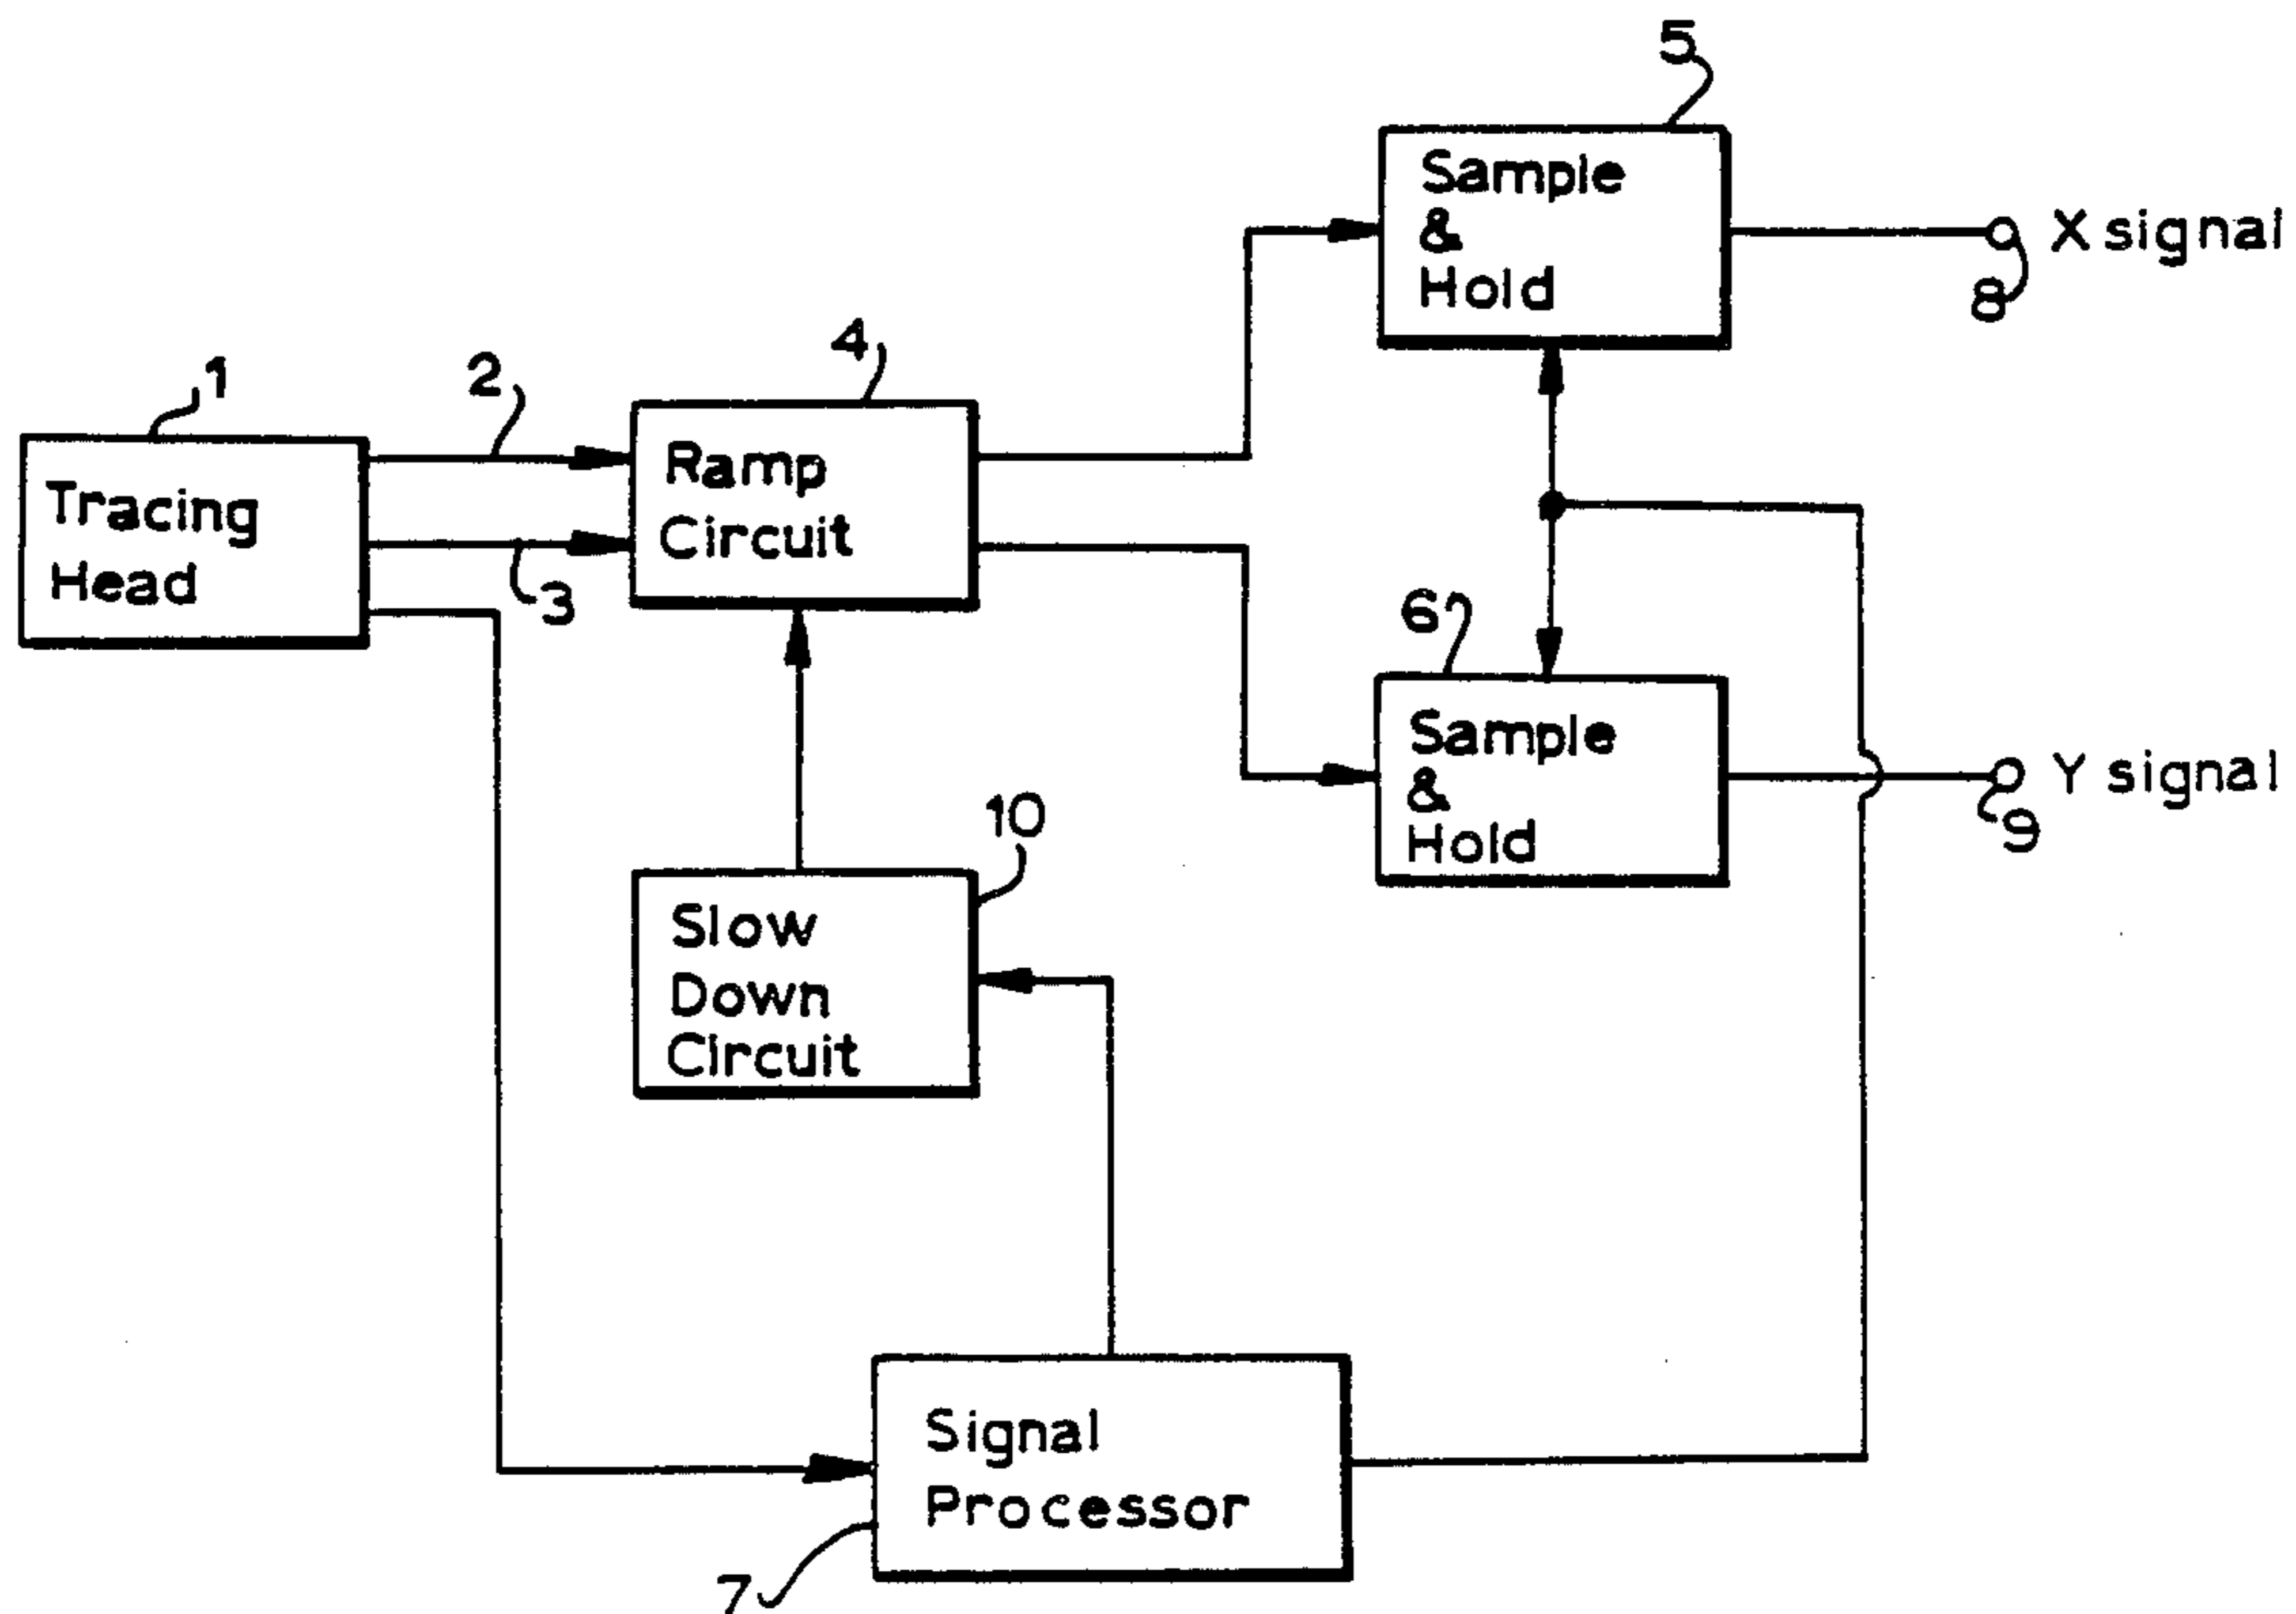 5
Sample
&
Hold
X signal
8
1
2
4
Tracing
Head
3
Ramp
Circuit
6
Sample
&
Hold
Y signal
9
10
Slow
Down
Circuit
Signal
Processor
7